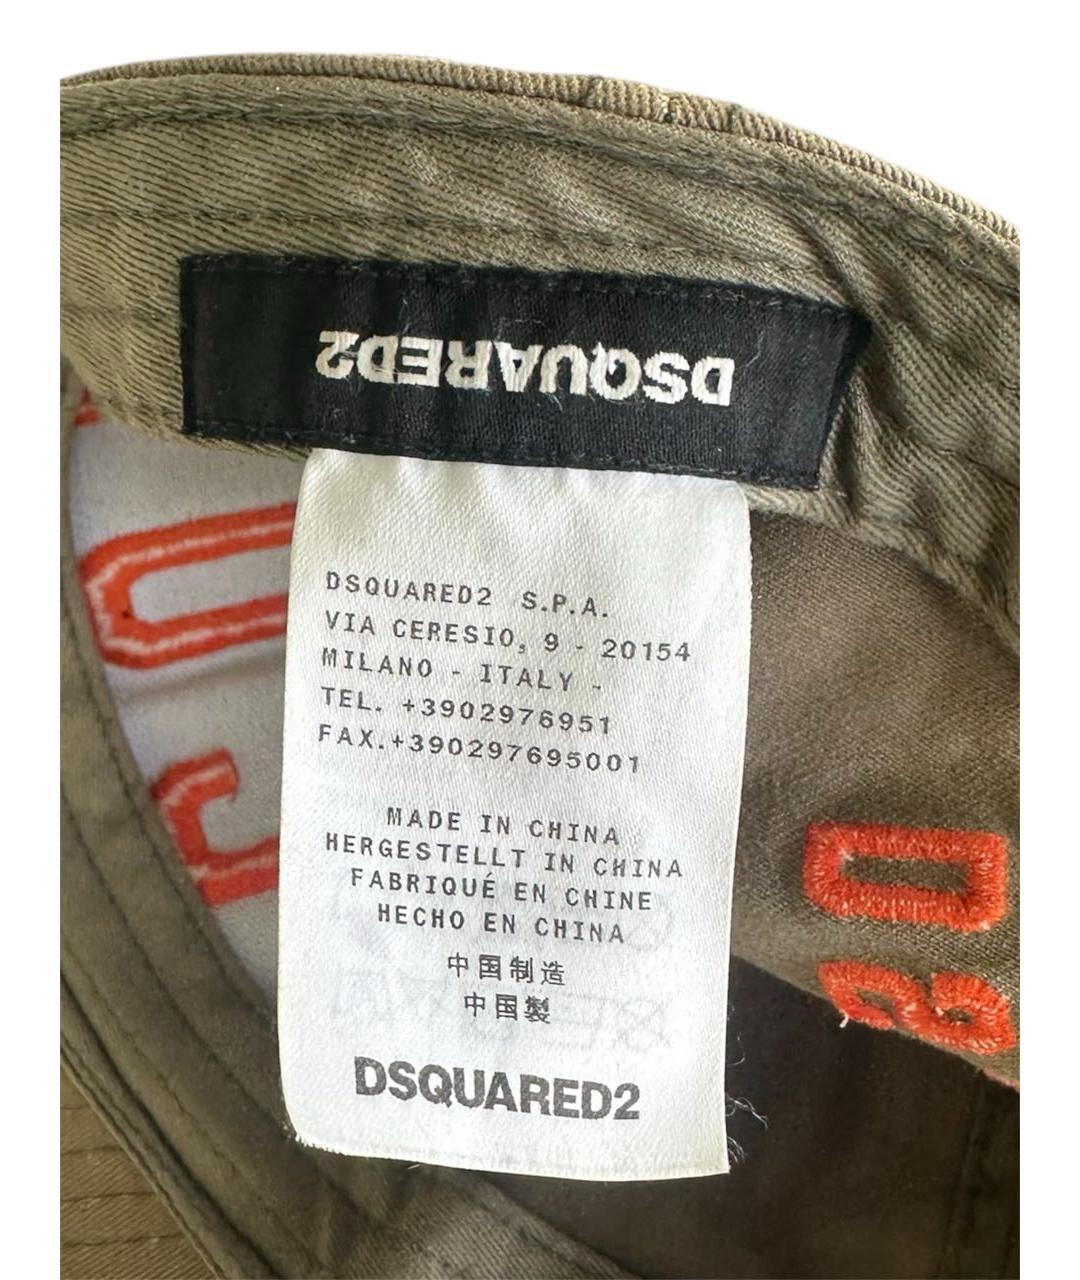 DSQUARED2
DSQUARED2 S.P.A.
VIA CERESIO, 9 - 20154
MILANO - ITALY -
TEL. +3902976951
FAX.+390297695001
MADE IN CHINA
HERGESTELLT IN CHINA
FABRIQUÉ EN CHINE
HECHO EN CHINA
中国制造
中国製
DSQUARED2
D2